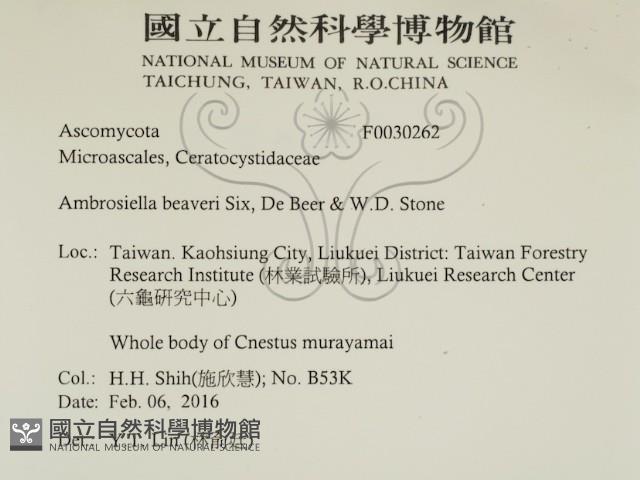 國立自然科學博物館
NATIONAL MUSEUM OF NATURAL SCIENCE
TAICHUNG, TAIWAN, R.O.CHINA
Ascomycota F0030262
Microascales, Ceratocystidaceae
Ambrosiella beaveri Six, De Beer & W.D. Stone
Loc.: Taiwan. Kaohsiung City, Liukuei District: Taiwan Forestry
Research Institute (林業試驗所), Liukuei Research Center
(六龜研究中心)
Whole body of Cnestus murayamai
Col.: H.H. Shih(施欣慧); No. B53K
Date: Feb. 06, 2016
Det.: Y.T. Lin
國立自然科學博物館
NATIONAL MUSEUM OF NATURAL SCIENCE